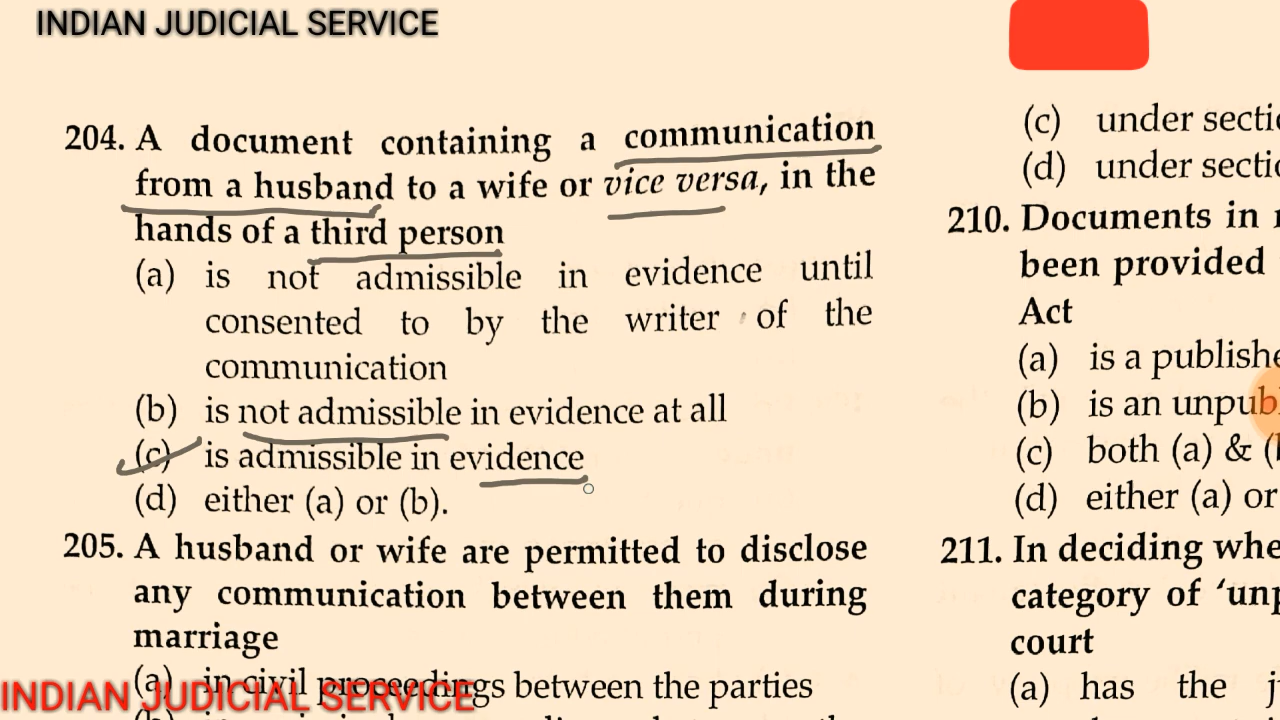 INDIAN JUDICIAL SERVICE
204. A document containing a communication
from a husband to a wife or vice versa, in the
hands of a third person
(a) is not admissible in evidence until
consented to by the writer of the
communication
(b) is not admissible in evidence at all
(c) is admissible in evidence
(d) either (a) or (b).
205. A husband or wife are permitted to disclose
any communication between them during
marriage
(a) in civil proceedings between the parties
INDIAN JUDICIAL SERVICE
(c) under
(d) under
210. Documents in
been provided
Act
(a) is a
(b) is an
(c) both (a) &
(d) either (a) or
211. In deciding
category of
court
(a) has the